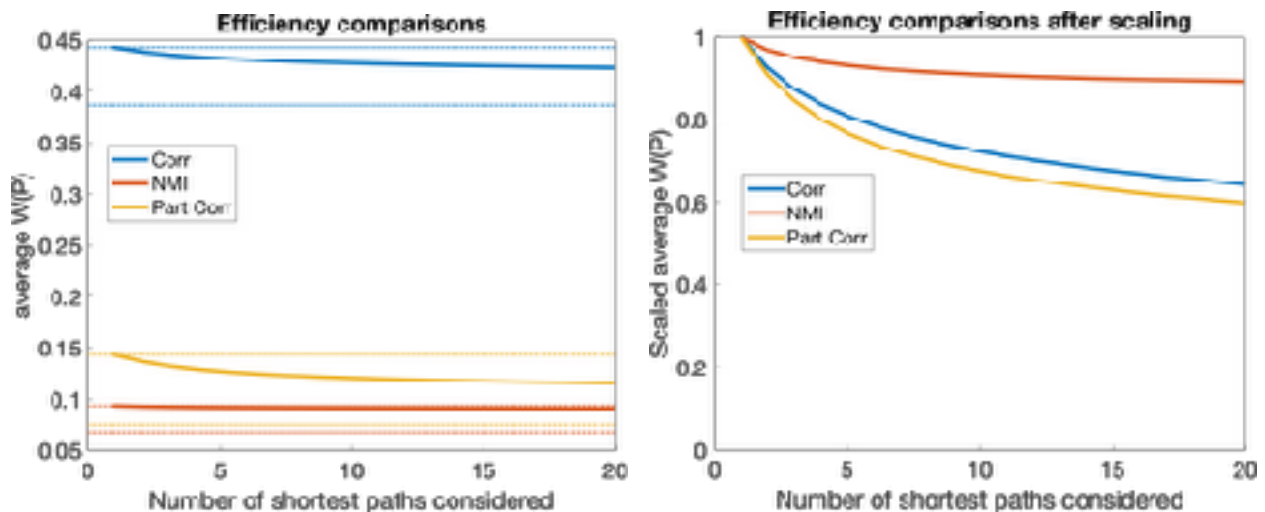 Efficiency comparisons
0.45
0.4
0.35
0.3
0.25
0.2
0.15
0.1
0.05
average W(P)
Corr
NMI
Part Corr
0 5 10 15 20
Number of shortest paths considered
Efficiency comparisons after scaling
1
0.8
0.6
0.4
0.2
0
Scaled average W(P)
Corr
NMI
Part Corr
0 5 10 15 20
Number of shortest paths considered